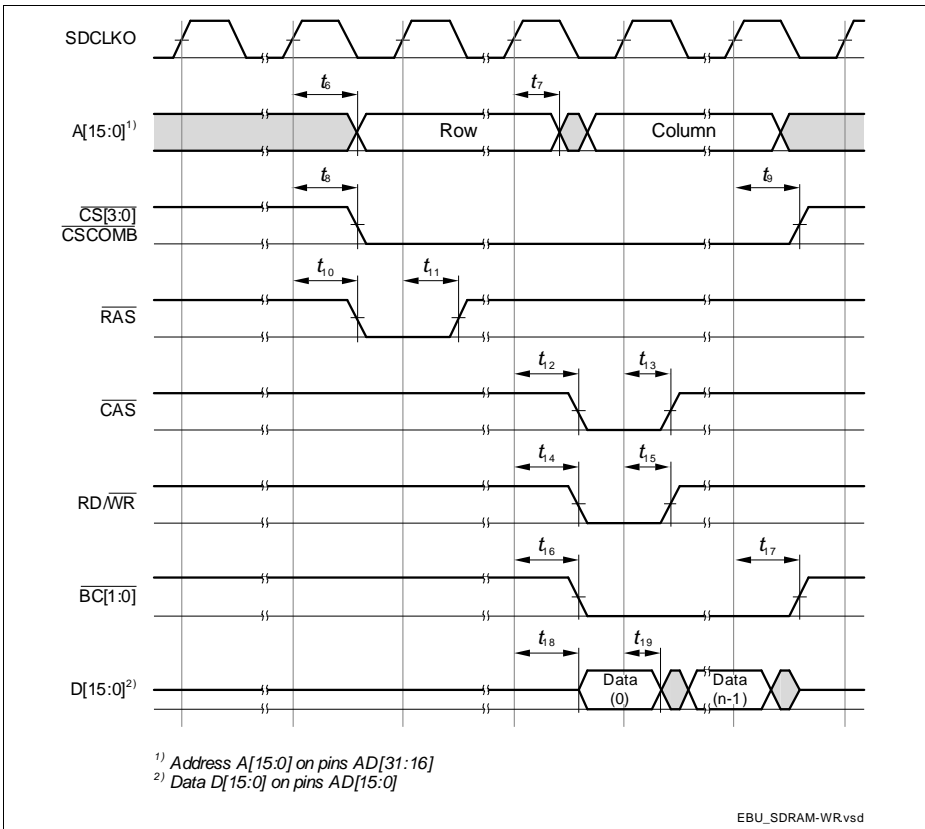 SDCLKO
t6 t7
A[15:0]1) Row Column
t8 t9
CS[3:0]
CSCOMB
t10 t11
RAS
t12 t13
CAS
t14 t15
RD/WR
t16 t17
BC[1:0]
t18 t19
D[15:0]2) Data (0) Data (n-1)
1) Address A[15:0] on pins AD[31:16]
2) Data D[15:0] on pins AD[15:0]
EBU_SDRAM-WR.vsd